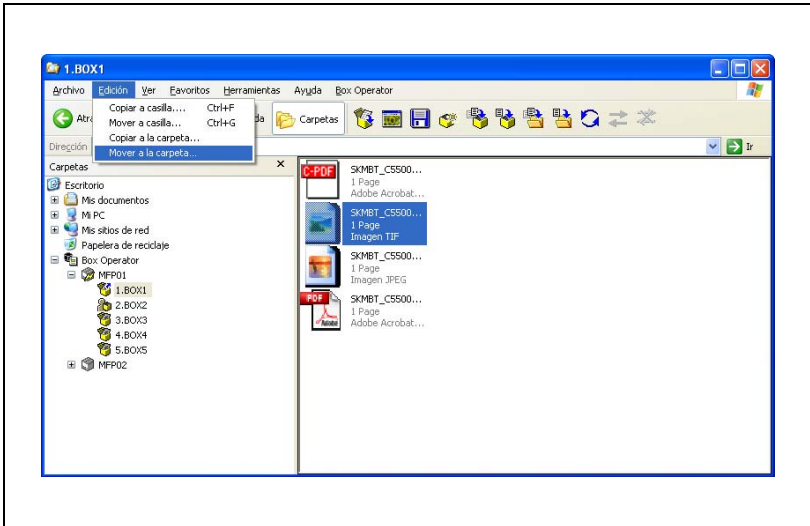 1.BOX1
Archivo Edición Ver Favoritos Herramientas Ayuda Box Operator
Copiar a casilla.... Ctrl+F
Mover a casilla... Ctrl+G
Copiar a la carpeta...
Mover a la carpeta...
Atrá da Carpetas
Dirección Ir
Carpetas
Escritorio
Mis documentos
Mi PC
Mis sitios de red
Papelera de reciclaje
Box Operator
MFP01
1.BOX1
2.BOX2
3.BOX3
4.BOX4
5.BOX5
MFP02
C-PDF
SKMBT_C5500...
1 Page
Adobe Acrobat...
SKMBT_C5500...
1 Page
Imagen TIF
SKMBT_C5500...
1 Page
Imagen JPEG
PDF
Adobe
SKMBT_C5500...
1 Page
Adobe Acrobat...